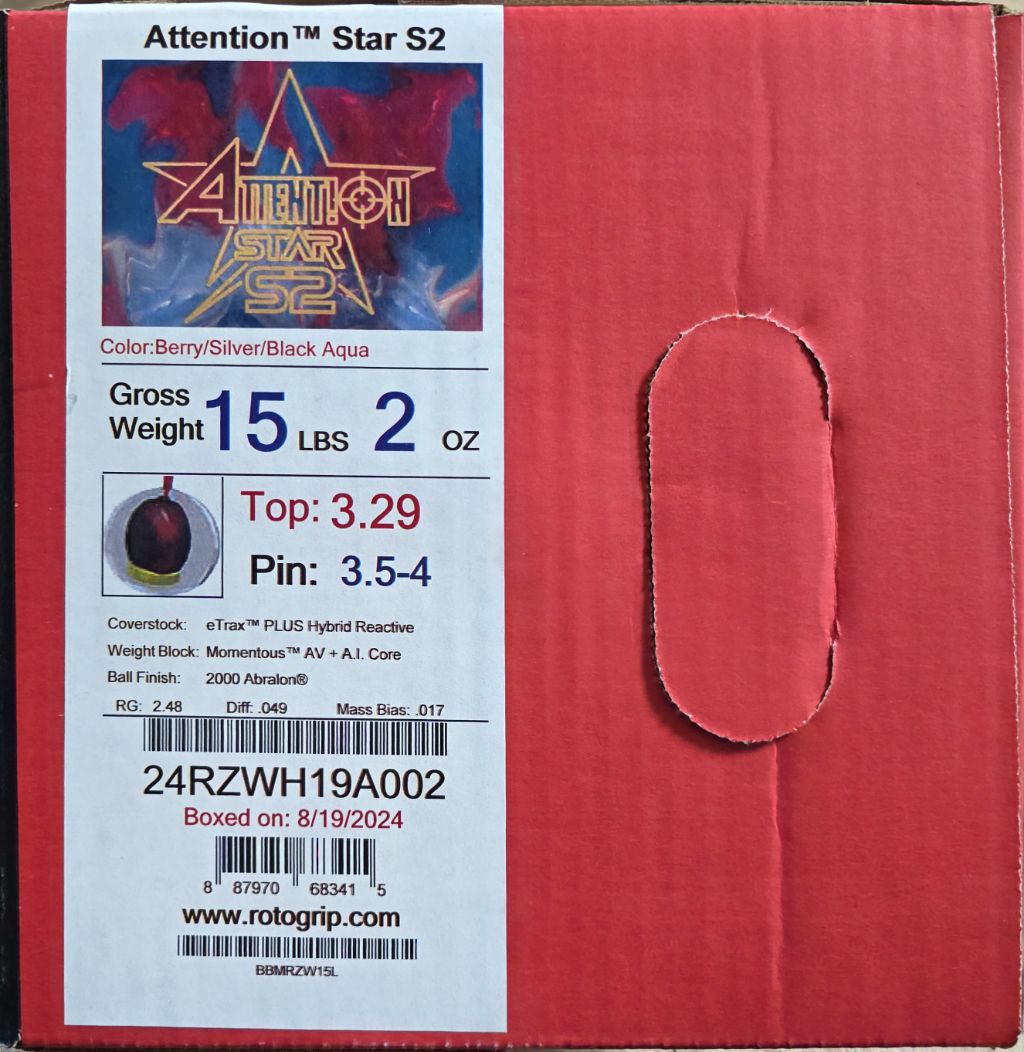 Attention™ Star S2
ATTENT!ON
STAR
S2
Color:Berry/Silver/Black Aqua
Gross Weight 15 LBS 2 OZ
Top: 3.29
Pin: 3.5-4
Coverstock: eTrax™ PLUS Hybrid Reactive
Weight Block: Momentous™ AV + A.I. Core
Ball Finish: 2000 Abralon®
RG: 2.48 Diff: .049 Mass Bias: .017
24RZWH19A002
Boxed on: 8/19/2024
8 87970 68341 5
www.rotogrip.com
BBMRZW15L